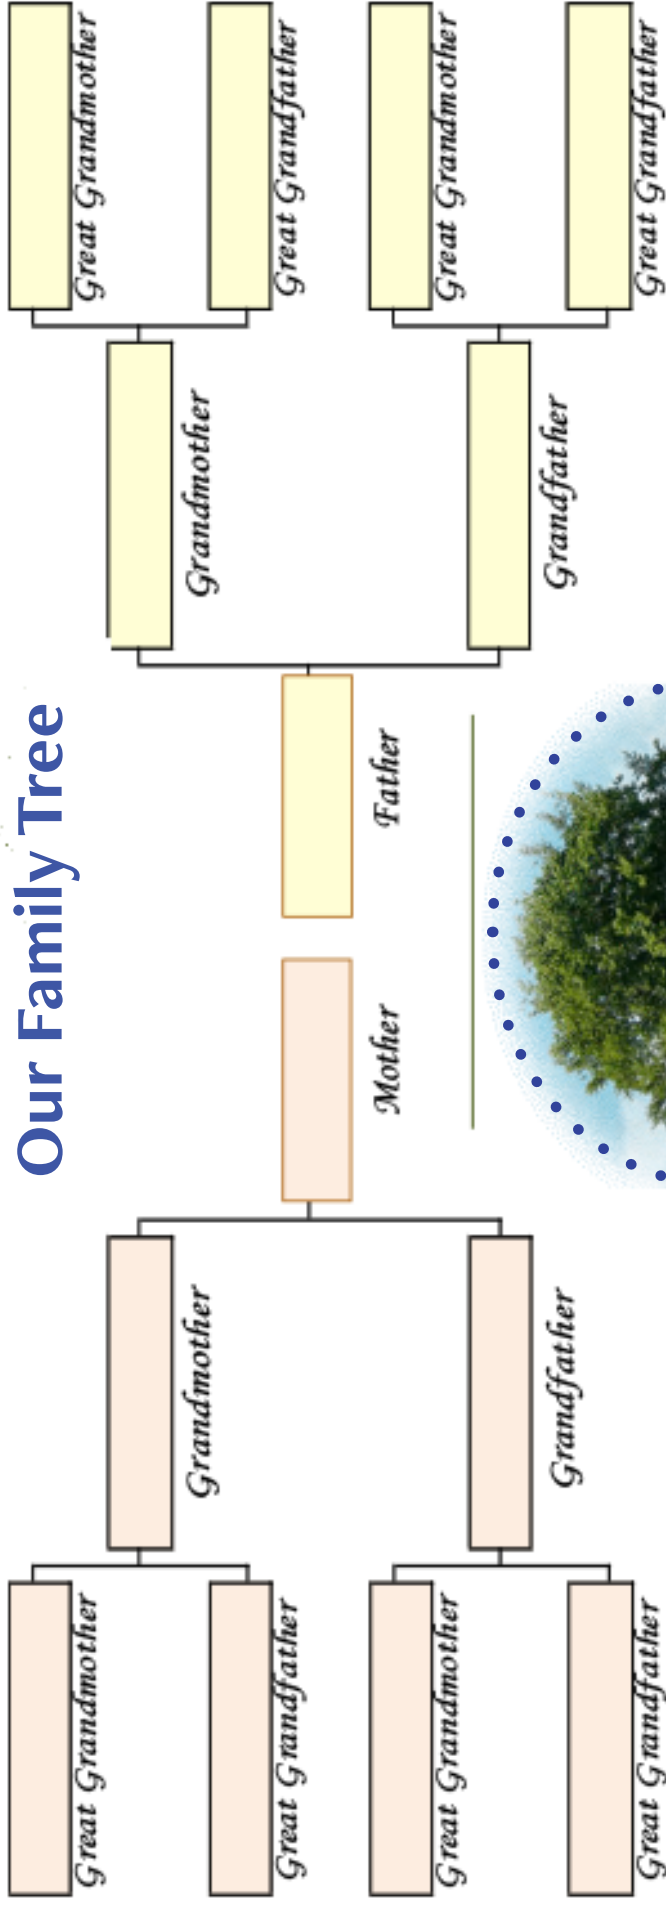 Our Family Tree
Great Grandmother
Great Grandmother
Grandmother
Grandmother
Great Grandfather
Great Grandfather
Mother
Father
Great Grandmother
Great Grandmother
Grandfather
Grandfather
Great Grandfather
Great Grandfather